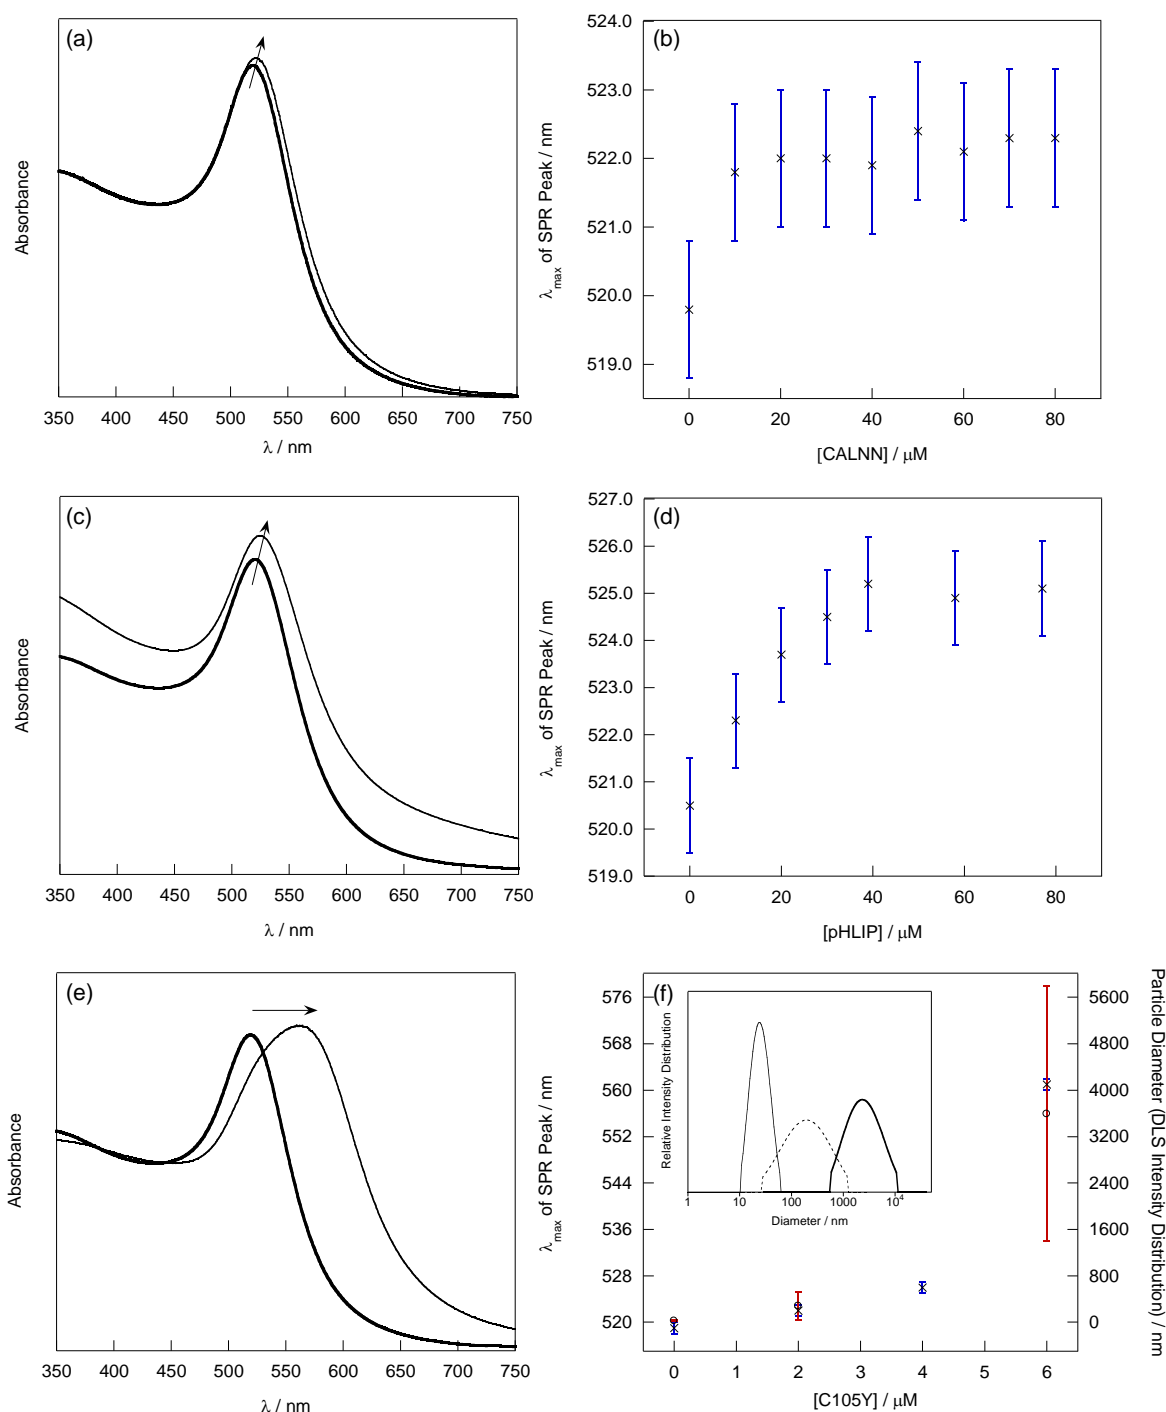 (a)
Absorbance
350 400 450 500 550 600 650 700 750
λ / nm
(b)
λmax of SPR Peak / nm
524.0
523.0
522.0
521.0
520.0
519.0
0 20 40 60 80
[CALNN] / μM
(c)
Absorbance
350 400 450 500 550 600 650 700 750
λ / nm
(d)
λmax of SPR Peak / nm
527.0
526.0
525.0
524.0
523.0
522.0
521.0
520.0
519.0
0 20 40 60 80
[pHLIP] / μM
(e)
Absorbance
350 400 450 500 550 600 650 700 750
λ / nm
(f)
λmax of SPR Peak / nm
576
568
560
552
544
536
528
520
0 1 2 3 4 5 6
[C105Y] / μM
Particle Diameter (DLS Intensity Distribution) / nm
5600
4800
4000
3200
2400
1600
800
0
Relative Intensity Distribution
1 10 100 1000 10⁴
Diameter / nm